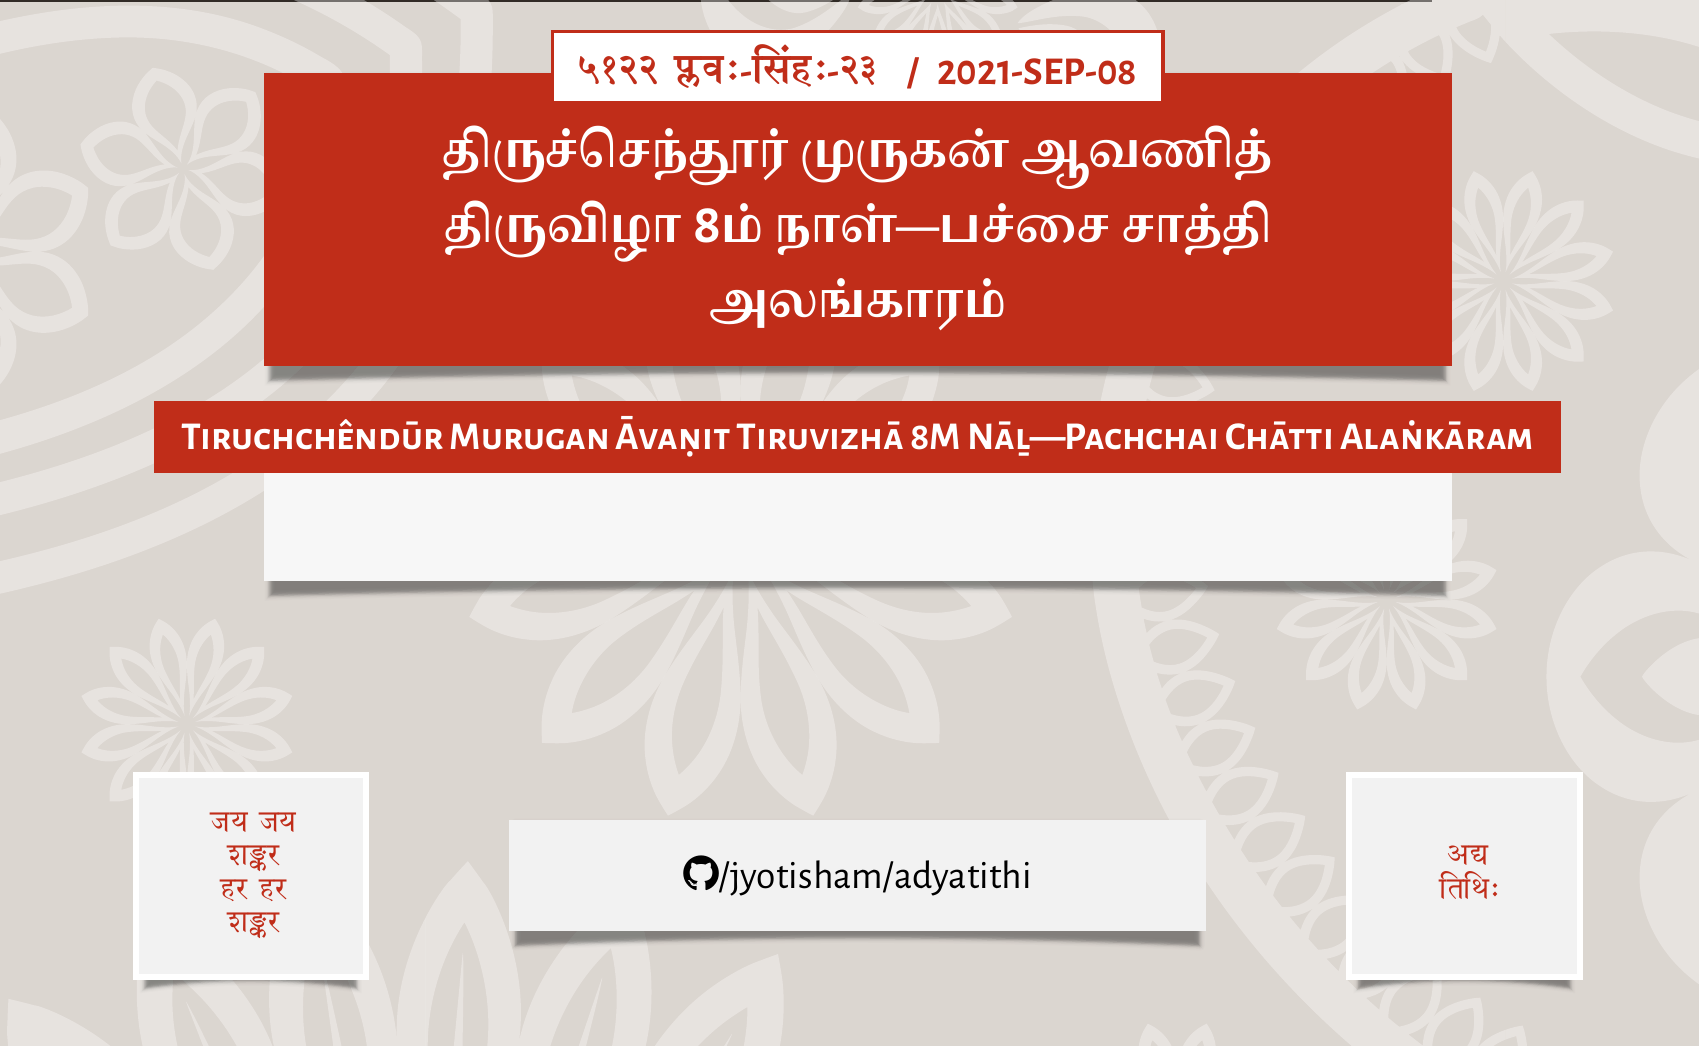 ५१२२ प्लवः-सिंहः-२३ / 2021-SEP-08
திருச்செந்தூர் முருகன் ஆவணித்
திருவிழா 8ம் நாள்—பச்சை சாத்தி
அலங்காரம்
Tiruchchêndūr Murugan Āvaṇit Tiruvizhā 8m Nāḻ—Pachchai Chātti Alaṅkāram
जय जय
शङ्कर
हर हर
शङ्कर
/jyotisham/adyatithi
अद्य
तिथिः